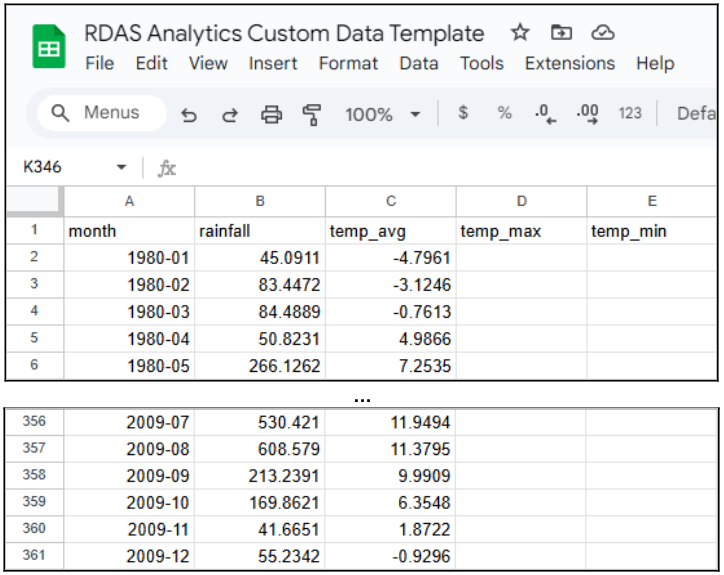 RDAS Analytics Custom Data Template
File Edit View Insert Format Data Tools Extensions Help
Menus 100% $ % .0 .00 123 Defa
K346 fx
A B C D E
1 month rainfall temp_avg temp_max temp_min
2 1980-01 45.0911 -4.7961
3 1980-02 83.4472 -3.1246
4 1980-03 84.4889 -0.7613
5 1980-04 50.8231 4.9866
6 1980-05 266.1262 7.2535
...
356 2009-07 530.421 11.9494
357 2009-08 608.579 11.3795
358 2009-09 213.2391 9.9909
359 2009-10 169.8621 6.3548
360 2009-11 41.6651 1.8722
361 2009-12 55.2342 -0.9296